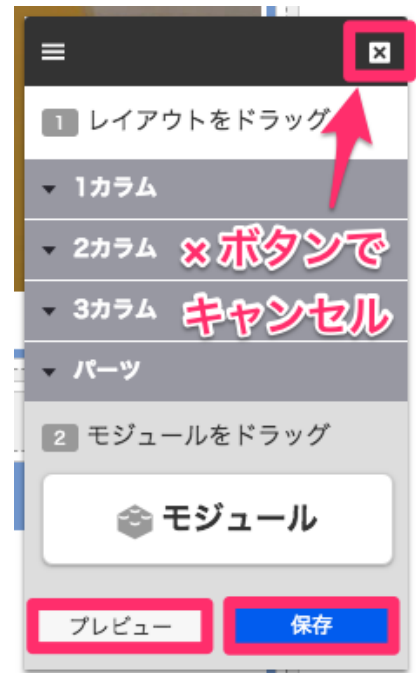 1 レイアウトをドラッグ
1カラム
2カラム
×ボタンで
3カラム
キャンセル
パーツ
2 モジュールをドラッグ
モジュール
プレビュー
保存